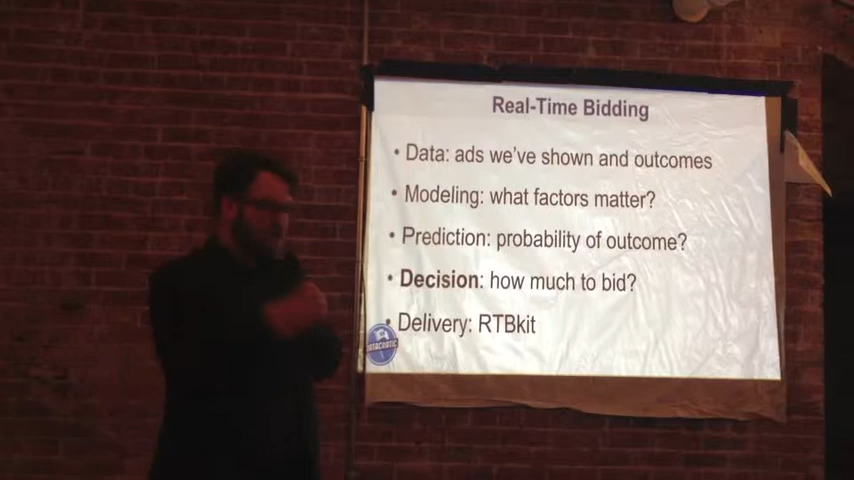 Real-Time Bidding
• Data: ads we've shown and outcomes
• Modeling: what factors matter?
• Prediction: probability of outcome?
• Decision: how much to bid?
• Delivery: RTBkit
DATACRATIC